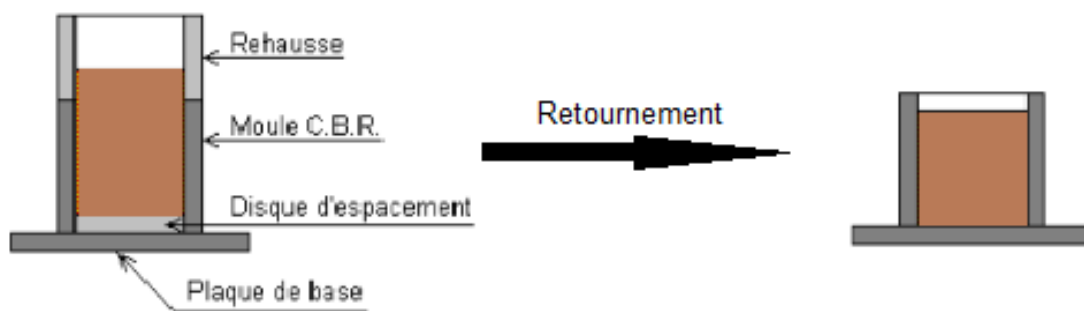 Rehausse
Retournement
Moule C.B.R.
Disque d'espacement
Plaque de base